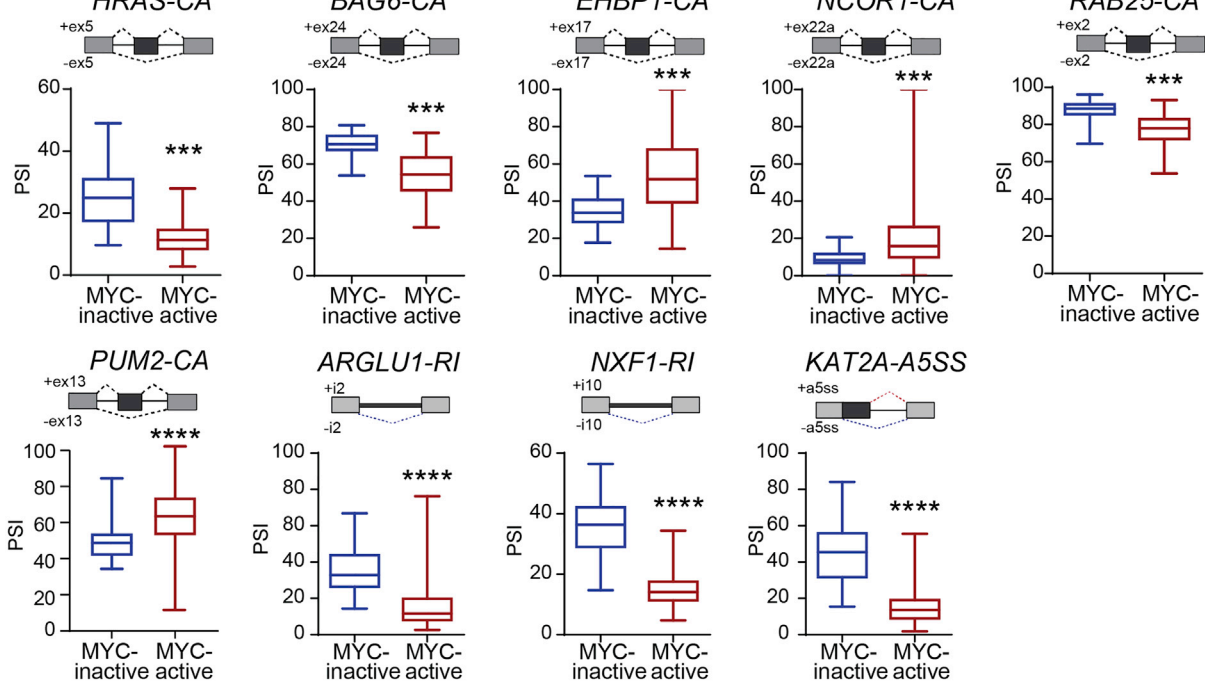 HRAS-CA
+ex5
-ex5
***
PSI
60
40
20
0
MYC-inactive
MYC-active
BAG6-CA
+ex24
-ex24
***
PSI
100
80
60
40
20
0
MYC-inactive
MYC-active
EHBP1-CA
+ex17
-ex17
***
PSI
100
80
60
40
20
0
MYC-inactive
MYC-active
NCOR1-CA
+ex22a
-ex22a
***
PSI
100
80
60
40
20
0
MYC-inactive
MYC-active
RAB25-CA
+ex2
-ex2
***
PSI
100
80
60
40
20
0
MYC-inactive
MYC-active
PUM2-CA
+ex13
-ex13
****
PSI
100
80
60
40
20
0
MYC-inactive
MYC-active
ARGLU1-RI
+i2
-i2
****
PSI
100
80
60
40
20
0
MYC-inactive
MYC-active
NXF1-RI
+i10
-i10
****
PSI
60
40
20
0
MYC-inactive
MYC-active
KAT2A-A5SS
+a5ss
-a5ss
****
PSI
100
80
60
40
20
0
MYC-inactive
MYC-active